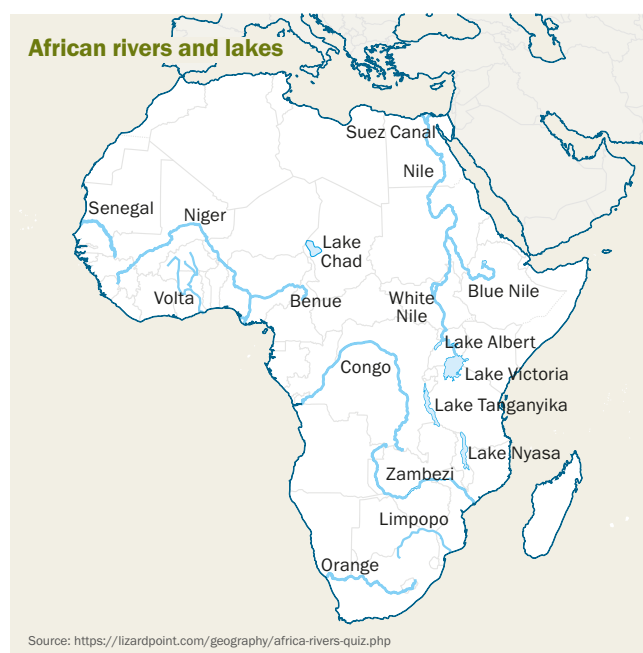 African rivers and lakes
Suez Canal
Nile
Senegal
Niger
Lake
Chad
Volta
Benue
White
Nile
Blue Nile
Lake Albert
Congo
Lake Victoria
Lake Tanganyika
Lake Nyasa
Zambezi
Limpopo
Orange
Source: https://lizardpoint.com/geography/africa-rivers-quiz.php